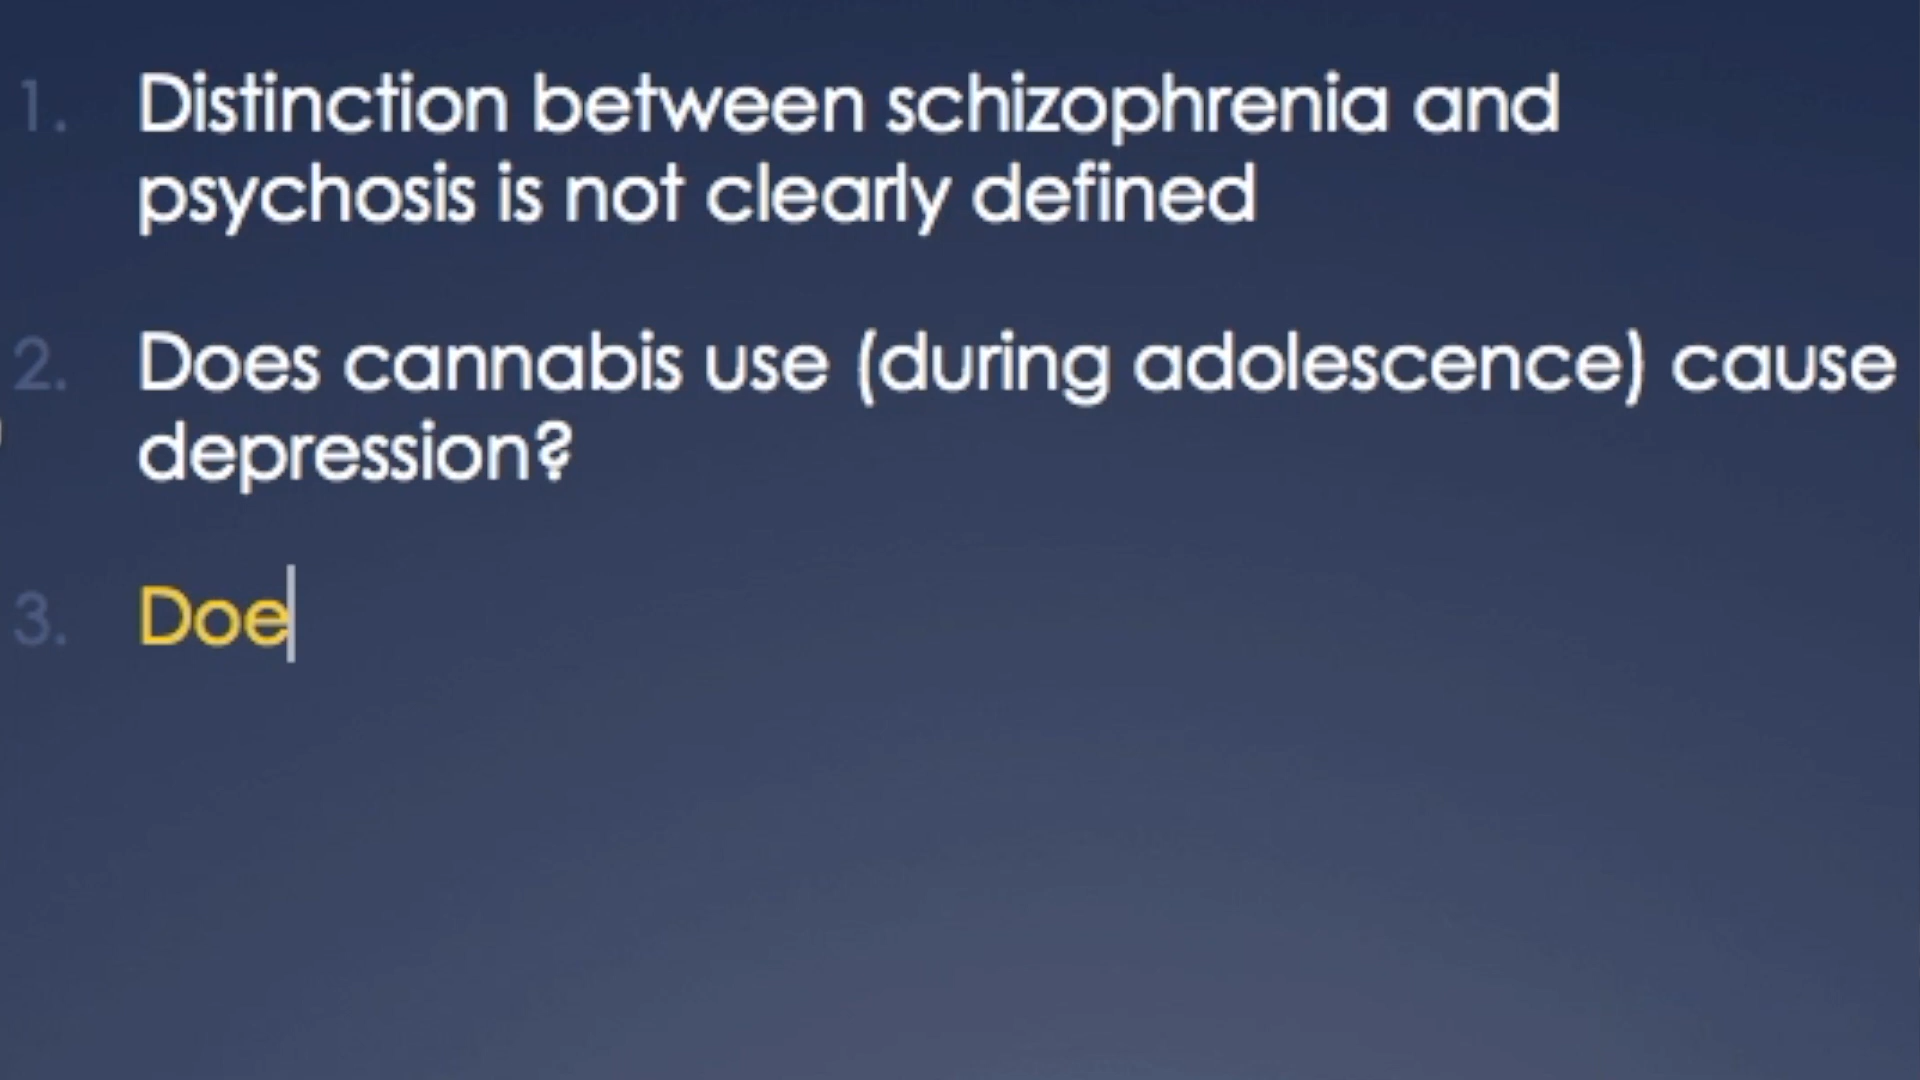 1. Distinction between schizophrenia and
psychosis is not clearly defined
2. Does cannabis use (during adolescence) cause
depression?
3. Doe